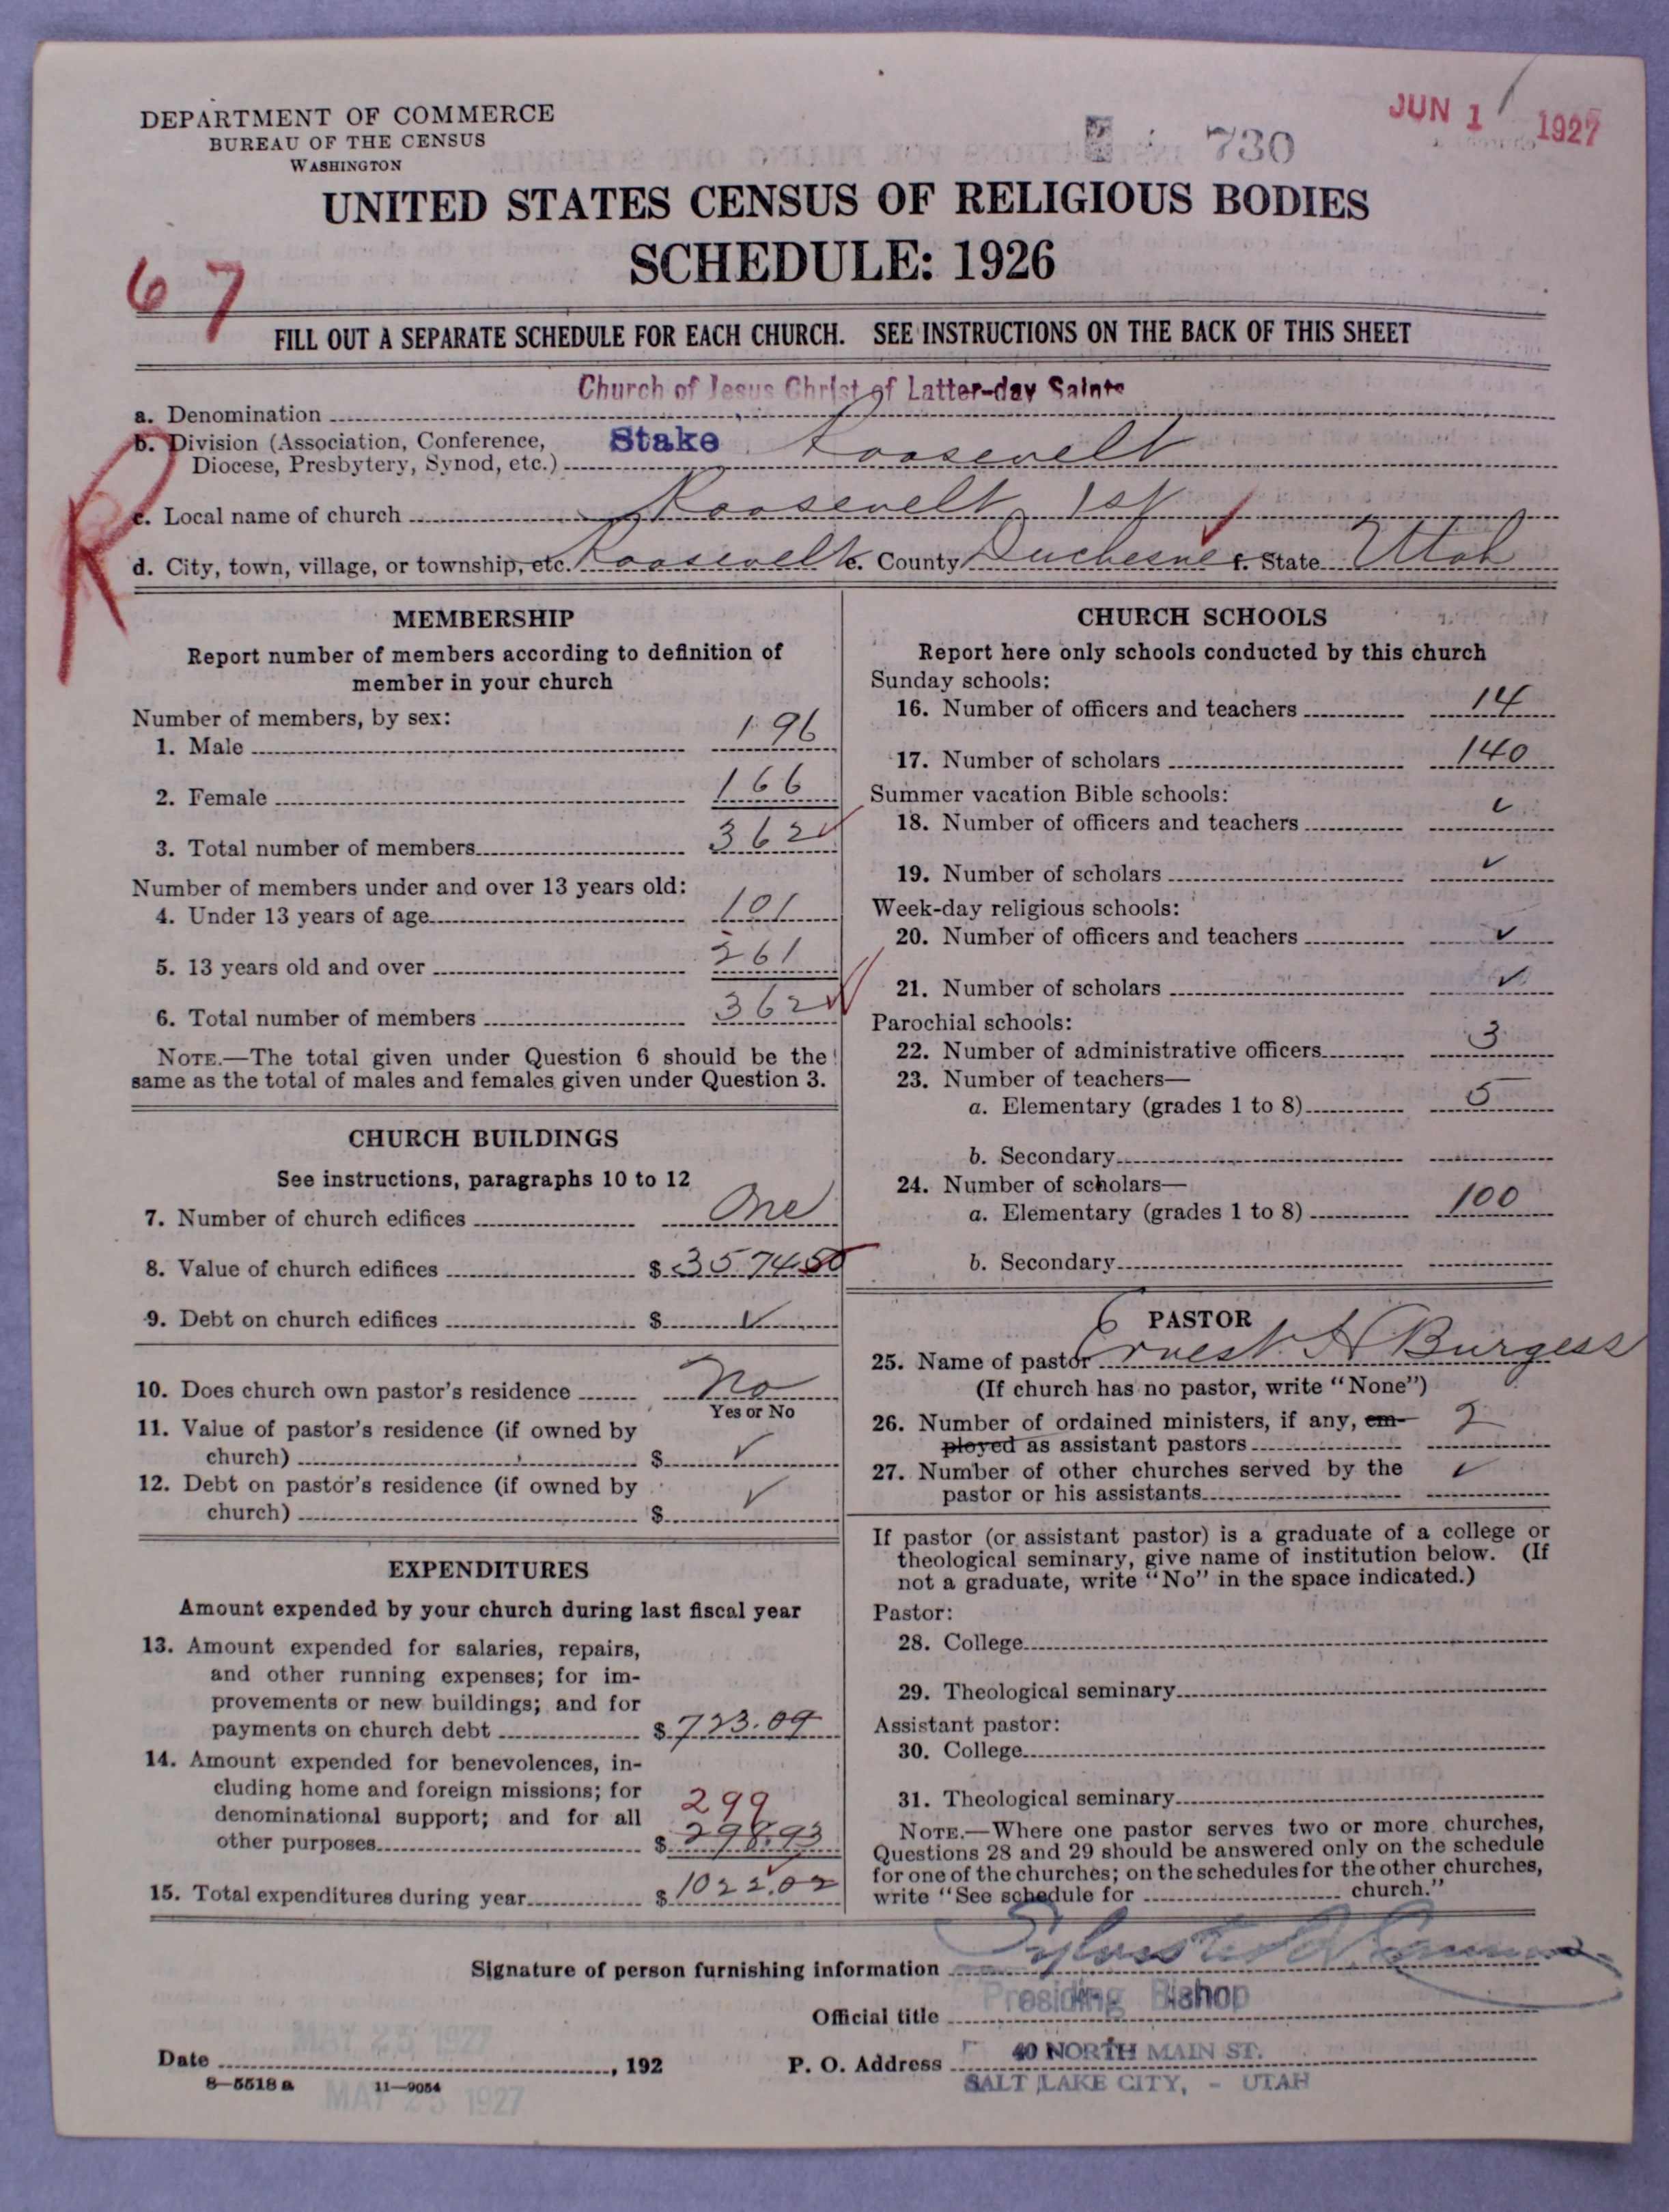 JUN 1 1927
DEPARTMENT OF COMMERCE
BUREAU OF THE CENSUS
WASHINGTON
730
UNITED STATES CENSUS OF RELIGIOUS BODIES
SCHEDULE: 1926
67
FILL OUT A SEPARATE SCHEDULE FOR EACH CHURCH. SEE INSTRUCTIONS ON THE BACK OF THIS SHEET
Church of Jesus Christ of Latter-day Saints
a. Denomination
b. Division (Association, Conference, Stake Roosevelt
Diocese, Presbytery, Synod, etc.)
R
c. Local name of church Roosevelt 1st
d. City, town, village, or township, etc. Roosevelt e. County Duchesne f. State Utah
MEMBERSHIP
Report number of members according to definition of
member in your church
Number of members, by sex:
1. Male 196
2. Female 166
3. Total number of members 362
Number of members under and over 13 years old:
4. Under 13 years of age 101
5. 13 years old and over 261
6. Total number of members 362
NOTE.—The total given under Question 6 should be the
same as the total of males and females given under Question 3.
CHURCH BUILDINGS
See instructions, paragraphs 10 to 12
7. Number of church edifices One
8. Value of church edifices $ 3574.50
9. Debt on church edifices $ ✓
10. Does church own pastor's residence No
Yes or No
11. Value of pastor's residence (if owned by
church) $ ✓
12. Debt on pastor's residence (if owned by
church) $ ✓
EXPENDITURES
Amount expended by your church during last fiscal year
13. Amount expended for salaries, repairs,
and other running expenses; for im-
provements or new buildings; and for
payments on church debt $ 723.09
14. Amount expended for benevolences, in-
cluding home and foreign missions; for
denominational support; and for all 299
other purposes $ 298.93
15. Total expenditures during year $ 1022.02
CHURCH SCHOOLS
Report here only schools conducted by this church
Sunday schools:
16. Number of officers and teachers 14
17. Number of scholars 140
Summer vacation Bible schools:
18. Number of officers and teachers ✓
19. Number of scholars ✓
Week-day religious schools:
20. Number of officers and teachers ✓
21. Number of scholars ✓
Parochial schools:
22. Number of administrative officers 3
23. Number of teachers—
a. Elementary (grades 1 to 8) 5
b. Secondary
24. Number of scholars—
a. Elementary (grades 1 to 8) 100
b. Secondary
PASTOR
25. Name of pastor Ernest H Burgess
(If church has no pastor, write "None")
26. Number of ordained ministers, if any, em- 2
ployed as assistant pastors
27. Number of other churches served by the ✓
pastor or his assistants
If pastor (or assistant pastor) is a graduate of a college or
theological seminary, give name of institution below. (If
not a graduate, write "No" in the space indicated.)
Pastor:
28. College
29. Theological seminary
Assistant pastor:
30. College
31. Theological seminary
NOTE.—Where one pastor serves two or more churches,
Questions 28 and 29 should be answered only on the schedule
for one of the churches; on the schedules for the other churches,
write "See schedule for church."
Signature of person furnishing information Sylvester Q. Cannon
Official title Presiding Bishop
MAY 25 1927
Date , 192
P. O. Address 40 NORTH MAIN ST.
SALT LAKE CITY, - UTAH
8—5518 a 11—9054
MAY 25 1927